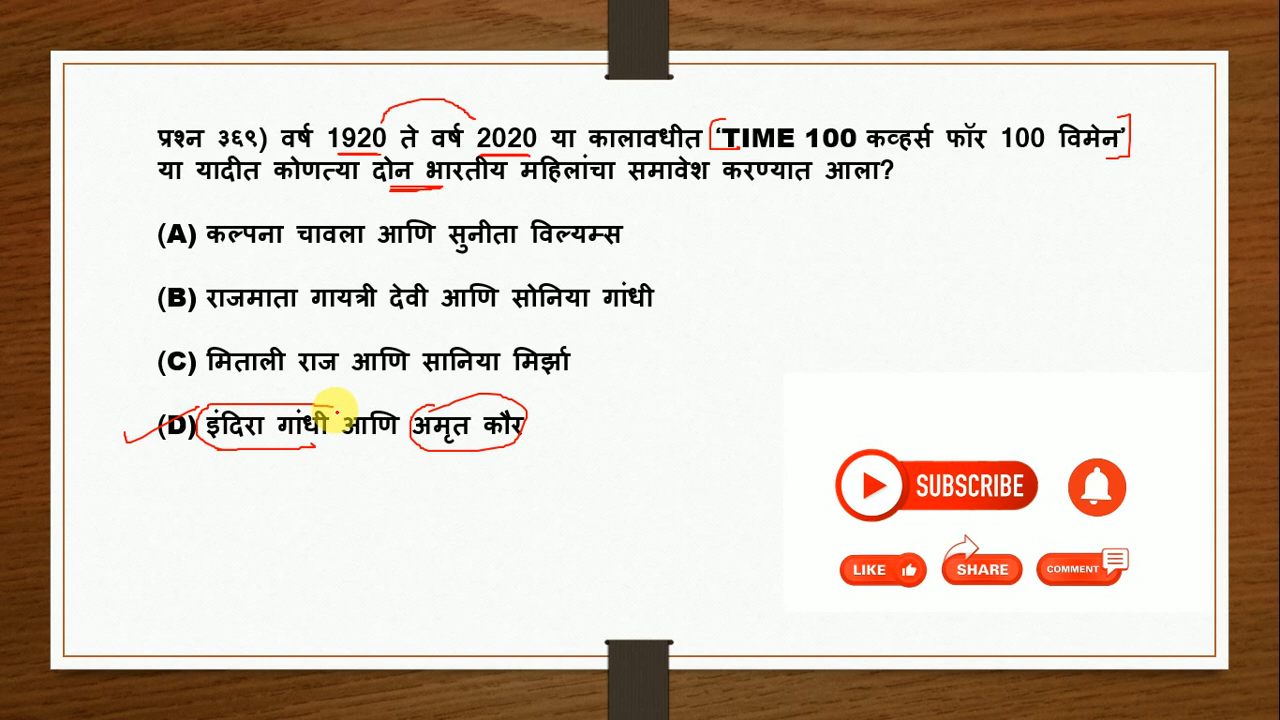 प्रश्न ३६९) वर्ष 1920 ते वर्ष 2020 या कालावधीत ‘TIME 100 कव्हर्स फॉर 100 विमेन’
या यादीत कोणत्या दोन भारतीय महिलांचा समावेश करण्यात आला?
(A) कल्पना चावला आणि सुनीता विल्यम्स
(B) राजमाता गायत्री देवी आणि सोनिया गांधी
(C) मिताली राज आणि सानिया मिर्झा
(D) इंदिरा गांधी आणि अमृत कौर
SUBSCRIBE
LIKE SHARE COMMENT